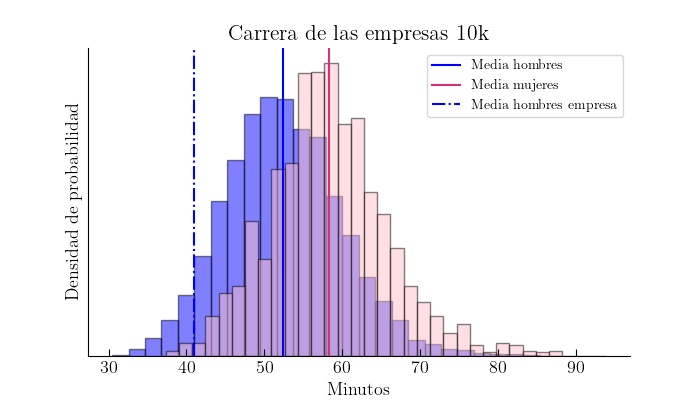 Carrera de las empresas 10k
Media hombres
Media mujeres
Media hombres empresa
Densidad de probabilidad
30 40 50 60 70 80 90
Minutos